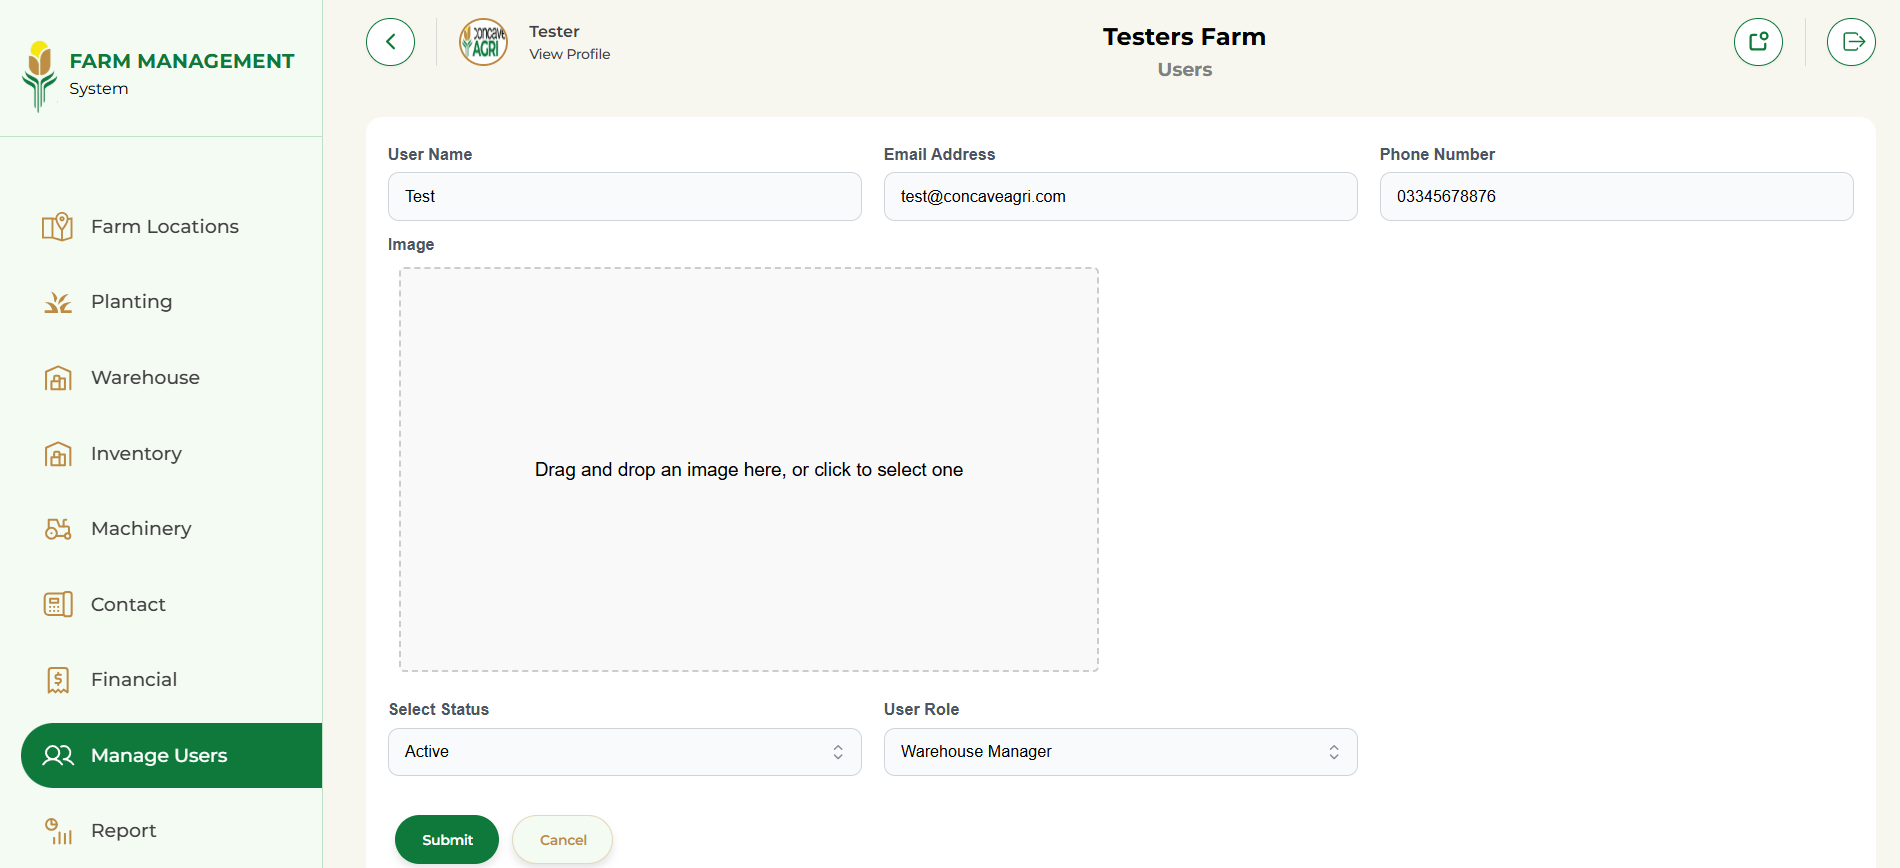 FARM MANAGEMENT
System
Farm Locations
Planting
Warehouse
Inventory
Machinery
Contact
Financial
Manage Users
Report
concave
AGRI
Tester
View Profile
Testers Farm
Users
User Name
Email Address
Phone Number
Test
test@concaveagri.com
03345678876
Image
Drag and drop an image here, or click to select one
Select Status
User Role
Active
Warehouse Manager
Submit
Cancel